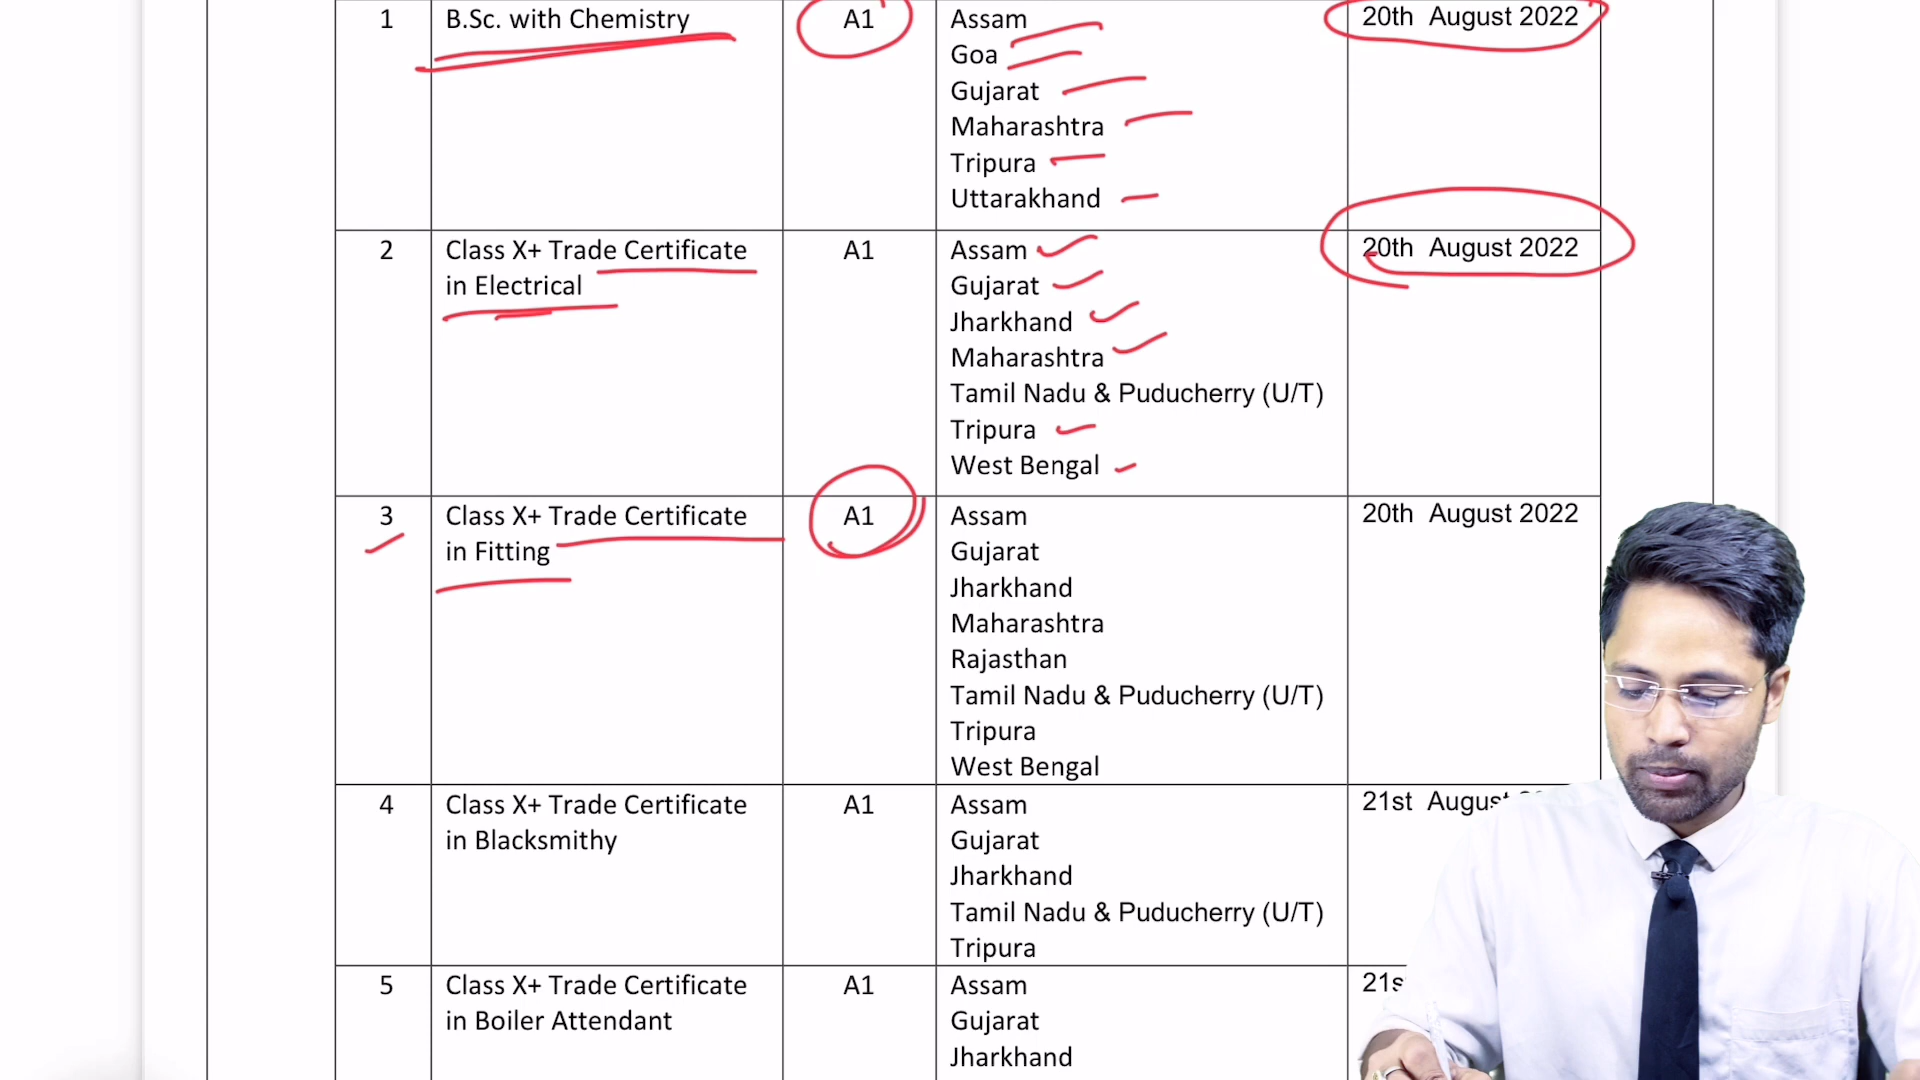 1 B.Sc. with Chemistry A1 Assam 20th August 2022
Goa
Gujarat
Maharashtra
Tripura
Uttarakhand
2 Class X+ Trade Certificate A1 Assam 20th August 2022
in Electrical Gujarat
Jharkhand
Maharashtra
Tamil Nadu & Puducherry (U/T)
Tripura
West Bengal
3 Class X+ Trade Certificate A1 Assam 20th August 2022
in Fitting Gujarat
Jharkhand
Maharashtra
Rajasthan
Tamil Nadu & Puducherry (U/T)
Tripura
West Bengal
4 Class X+ Trade Certificate A1 Assam 21st August
in Blacksmithy Gujarat
Jharkhand
Tamil Nadu & Puducherry (U/T)
Tripura
5 Class X+ Trade Certificate A1 Assam
in Boiler Attendant Gujarat
Jharkhand